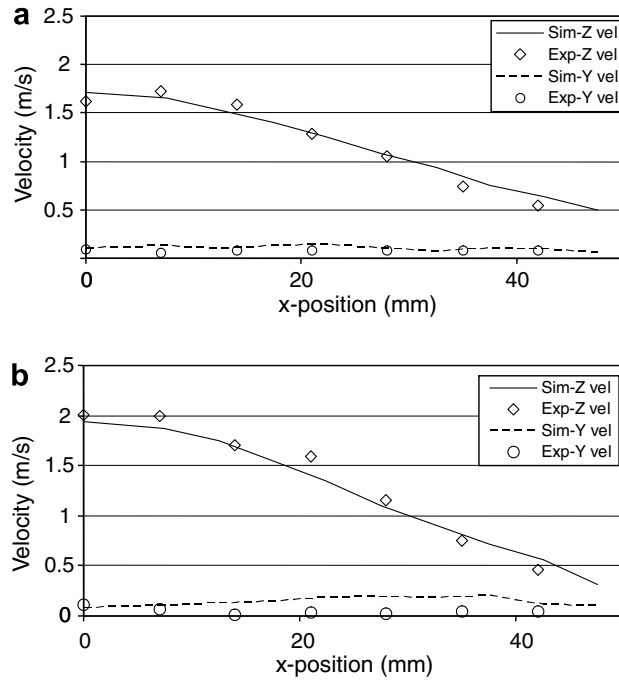 a
2.5
2
1.5
1
0.5
0
0
20
40
Velocity (m/s)
x-position (mm)
Sim-Z vel
Exp-Z vel
Sim-Y vel
Exp-Y vel
b
2.5
2
1.5
1
0.5
0
0
20
40
Velocity (m/s)
x-position (mm)
Sim-Z vel
Exp-Z vel
Sim-Y vel
Exp-Y vel